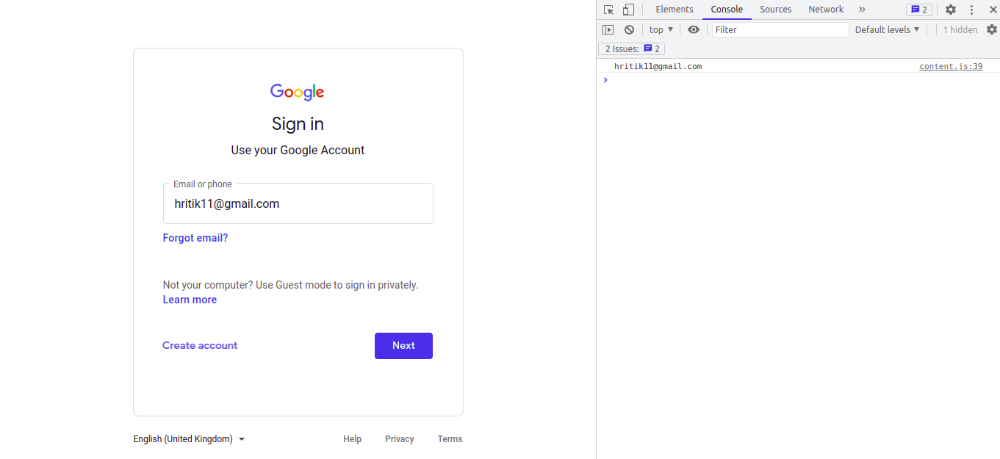 Google
Sign in
Use your Google Account
Email or phone
hritik11@gmail.com
Forgot email?
Not your computer? Use Guest mode to sign in privately.
Learn more
Create account
Next
English (United Kingdom)
Help Privacy Terms
Elements Console Sources Network » 2
top Filter Default levels 1 hidden
2 Issues: 2
hritik11@gmail.com content.js:39